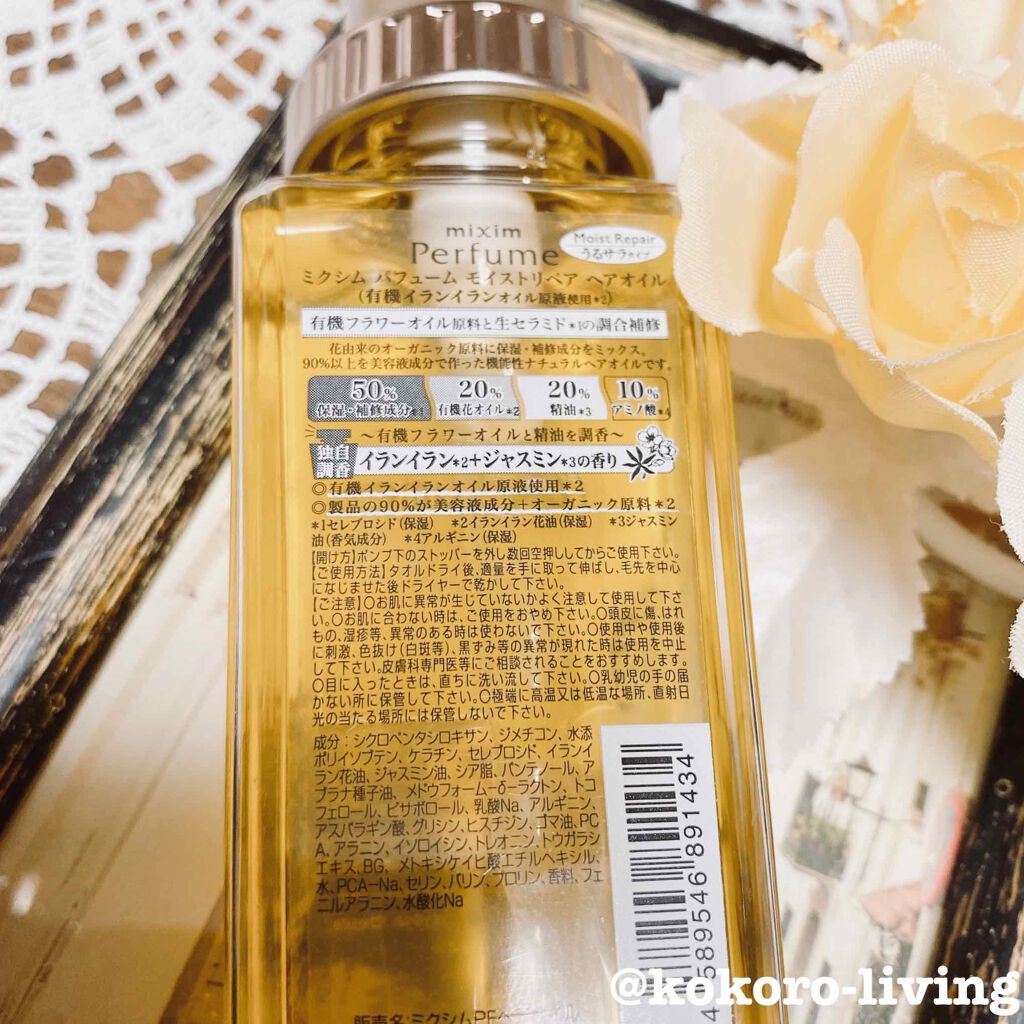 mixim
Perfume
Moist Repair
うるサラタイプ
ミクシム パフューム モイストリペア ヘアオイル
(有機イランイランオイル原液使用*2)
有機フラワーオイル原料と生セラミド*1の調合補修
花由来のオーガニック原料に保湿・補修成分をミックス。
90%以上を美容液成分で作った機能性ナチュラルヘアオイルです。
50% 20% 20% 10%
保湿・補修成分*1 有機花オイル*2 精油*3 アミノ酸*4
〜有機フラワーオイルと精油を調香〜
独自
調香
イランイラン*2+ジャスミン*3の香り
◎有機イランイランオイル原液使用*2
◎製品の90%が美容液成分+オーガニック原料*2
*1セレブロシド(保湿) *2イランイラン花油(保湿) *3ジャスミン
油(香気成分) *4アルギニン(保湿)
【開け方】ポンプ下のストッパーを外し数回空押ししてからご使用下さい。
【ご使用方法】タオルドライ後、適量を手に取って伸ばし、毛先を中心
になじませた後ドライヤーで乾かして下さい。
【ご注意】〇お肌に異常が生じていないかよく注意して使用して下さ
い。〇お肌に合わない時は、ご使用をおやめ下さい。〇頭皮に傷、はれ
もの、湿疹等、異常のある時は使わないで下さい。〇使用中や使用後
に刺激、色抜け(白斑等)、黒ずみ等の異常が現れた時は使用を中止
して下さい。皮膚科専門医等にご相談されることをおすすめします。
〇目に入ったときは、直ちに洗い流して下さい。〇乳幼児の手の届
かない所に保管して下さい。〇極端に高温又は低温な場所、直射日
光の当たる場所には保管しないで下さい。
成分:シクロペンタシロキサン、ジメチコン、水添
ポリイソブテン、ケラチン、セレブロシド、イランイ
ラン花油、ジャスミン油、シア脂、パンテノール、ア
ブラナ種子油、メドウフォーム-δ-ラクトン、トコ
フェロール、ビサボロール、乳酸Na、アルギニン、
アスパラギン酸、グリシン、ヒスチジン、ゴマ油、PC
A、アラニン、イソロイシン、トレオニン、トウガラシ
エキス、BG、メトキシケイヒ酸エチルヘキシル、
水、PCA-Na、セリン、バリン、プロリン、香料、フェ
ニルアラニン、水酸化Na
4 589546 891434
販売名:ミクシムPF
@kokoro-living